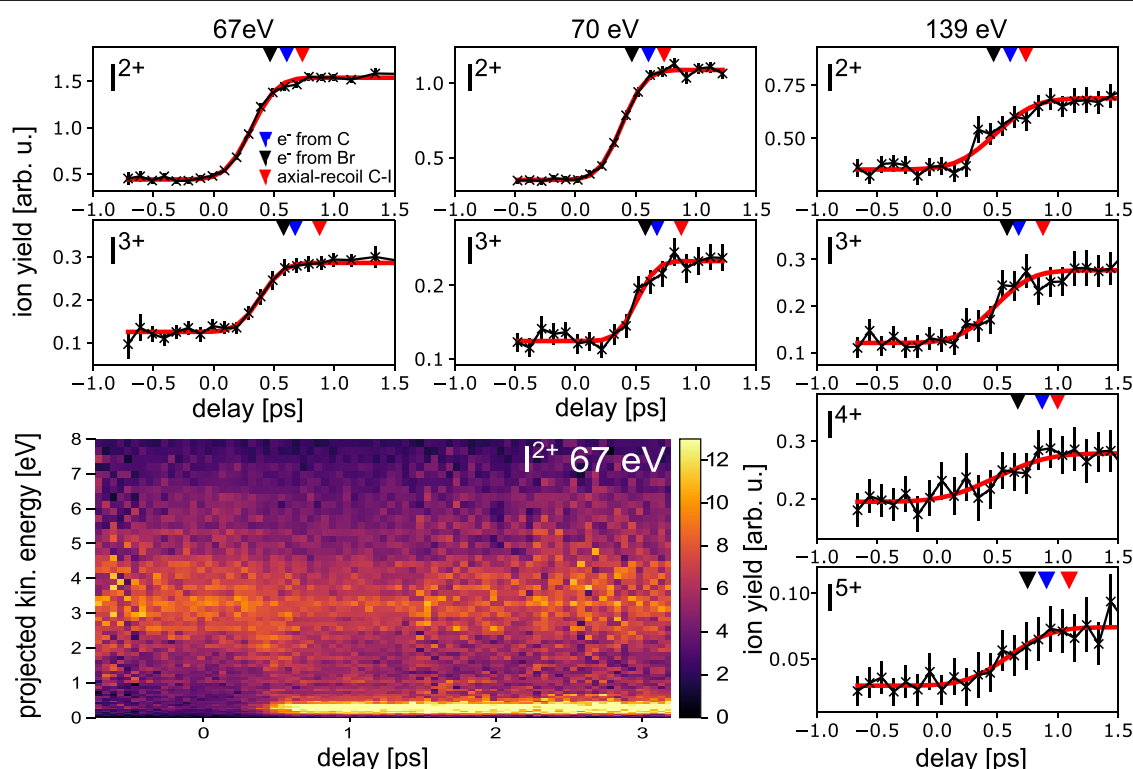 67eV
70 eV
139 eV
ion yield [arb. u.]
I2+
1.5
1.0
0.5
e⁻ from C
e⁻ from Br
axial-recoil C-I
−1.0 −0.5 0.0 0.5 1.0 1.5
I2+
1.0
0.5
−1.0 −0.5 0.0 0.5 1.0 1.5
I2+
0.75
0.50
−1.0 −0.5 0.0 0.5 1.0 1.5
I3+
0.3
0.2
0.1
−1.0 −0.5 0.0 0.5 1.0 1.5
delay [ps]
I3+
0.2
0.1
−1.0 −0.5 0.0 0.5 1.0 1.5
delay [ps]
I3+
0.3
0.2
0.1
−1.0 −0.5 0.0 0.5 1.0 1.5
projected kin. energy [eV]
I2+ 67 eV
8
7
6
5
4
3
2
1
0
0 1 2 3
delay [ps]
12
10
8
6
4
2
0
ion yield [arb. u.]
I4+
0.3
0.2
−1.0 −0.5 0.0 0.5 1.0 1.5
I5+
0.10
0.05
−1.0 −0.5 0.0 0.5 1.0 1.5
delay [ps]